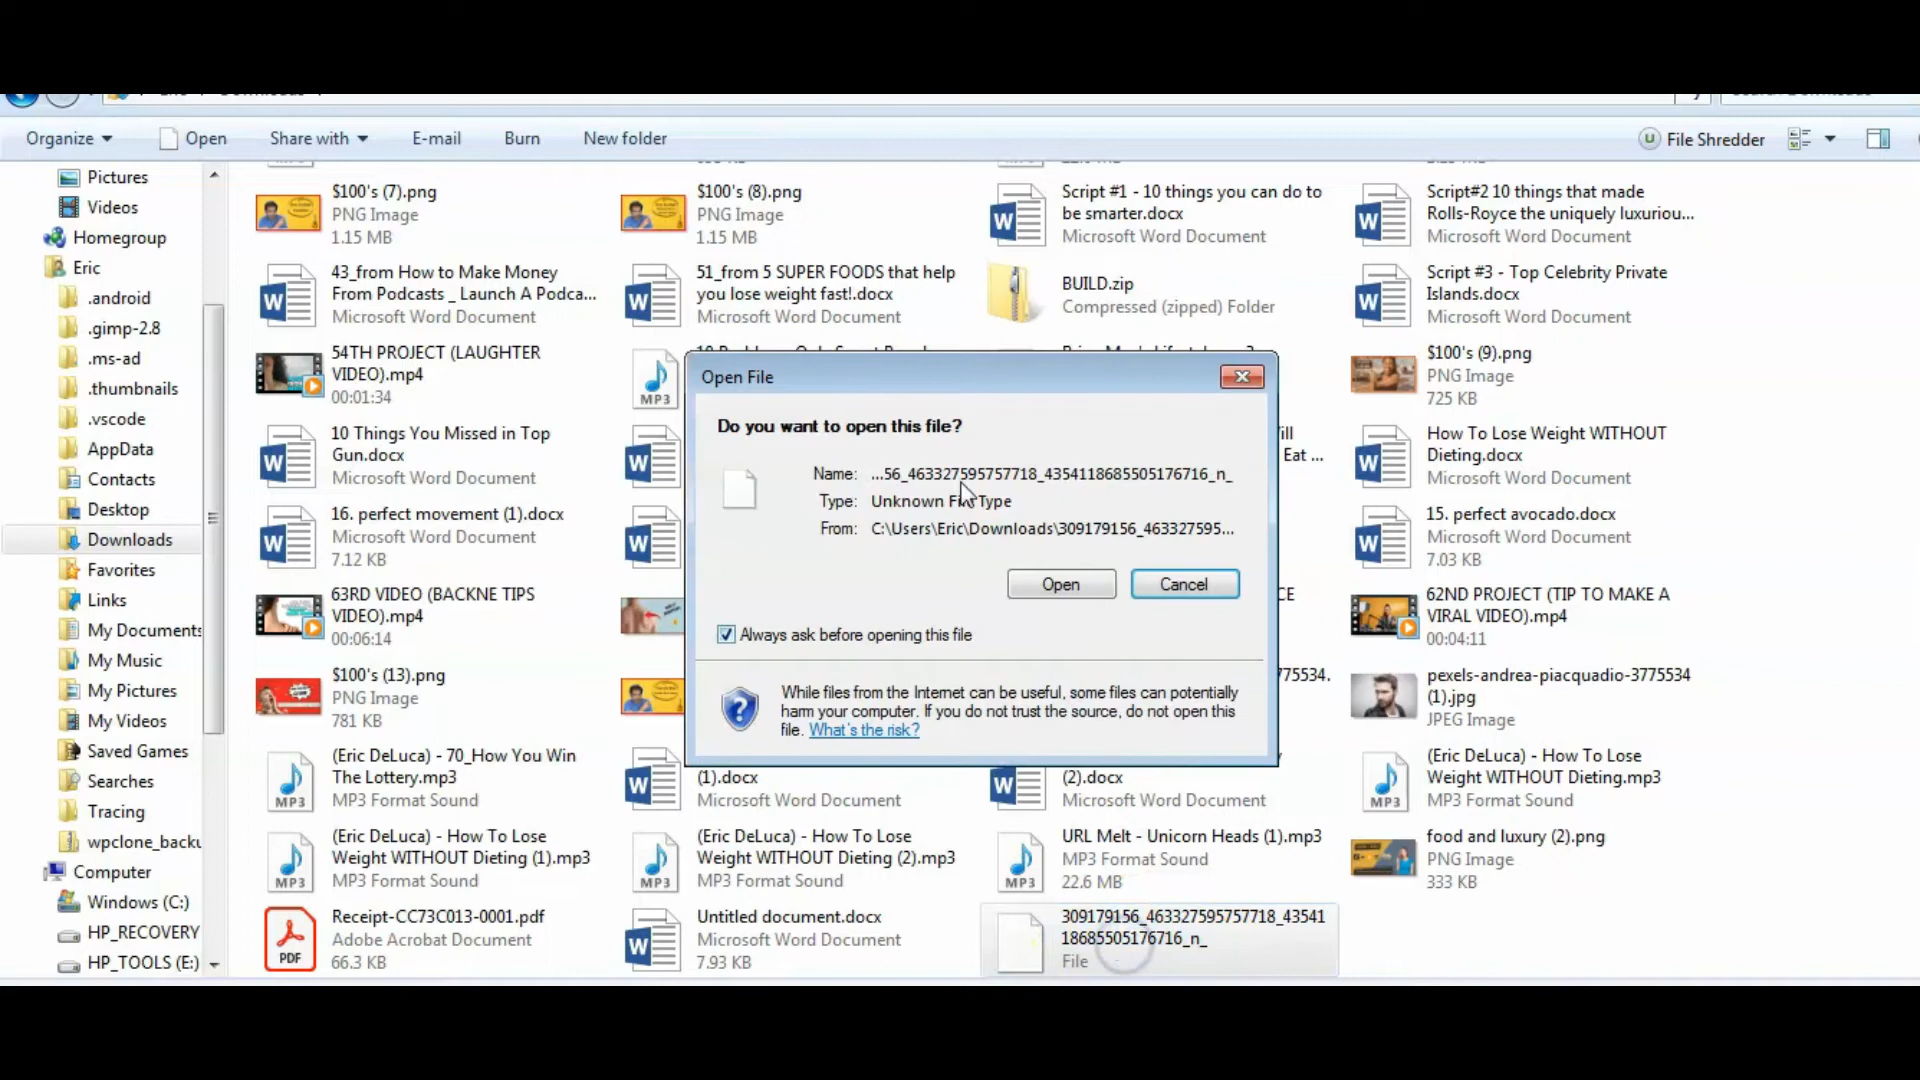 Organize
Open
Share with
E-mail
Burn
New folder
File Shredder
Pictures
Videos
Homegroup
Eric
.android
.gimp-2.8
.ms-ad
.thumbnails
.vscode
AppData
Contacts
Desktop
Downloads
Favorites
Links
My Documents
My Music
My Pictures
My Videos
Saved Games
Searches
Tracing
wpclone_backu
Computer
Windows (C:)
HP_RECOVERY
HP_TOOLS (E:)
$100's (7).png
PNG Image
1.15 MB
$100's (8).png
PNG Image
1.15 MB
Script #1 - 10 things you can do to
be smarter.docx
Microsoft Word Document
Script#2 10 things that made
Rolls-Royce the uniquely luxuriou...
Microsoft Word Document
43_from How to Make Money
From Podcasts _ Launch A Podca...
Microsoft Word Document
51_from 5 SUPER FOODS that help
you lose weight fast!.docx
Microsoft Word Document
BUILD.zip
Compressed (zipped) Folder
Script #3 - Top Celebrity Private
Islands.docx
Microsoft Word Document
54TH PROJECT (LAUGHTER
VIDEO).mp4
00:01:34
MP3
$100's (9).png
PNG Image
725 KB
10 Things You Missed in Top
Gun.docx
Microsoft Word Document
Eat ...
How To Lose Weight WITHOUT
Dieting.docx
Microsoft Word Document
16. perfect movement (1).docx
Microsoft Word Document
7.12 KB
15. perfect avocado.docx
Microsoft Word Document
7.03 KB
63RD VIDEO (BACKNE TIPS
VIDEO).mp4
00:06:14
62ND PROJECT (TIP TO MAKE A
VIRAL VIDEO).mp4
00:04:11
$100's (13).png
PNG Image
781 KB
pexels-andrea-piacquadio-3775534
(1).jpg
JPEG Image
Open File
Do you want to open this file?
Name: ...56_463327595757718_4354118685505176716_n_
Type: Unknown File Type
From: C:\Users\Eric\Downloads\309179156_463327595...
Open
Cancel
Always ask before opening this file
While files from the Internet can be useful, some files can potentially
harm your computer. If you do not trust the source, do not open this
file. What's the risk?
(Eric DeLuca) - 70_How You Win
The Lottery.mp3
MP3 Format Sound
MP3
(1).docx
Microsoft Word Document
(2).docx
Microsoft Word Document
(Eric DeLuca) - How To Lose
Weight WITHOUT Dieting.mp3
MP3 Format Sound
MP3
(Eric DeLuca) - How To Lose
Weight WITHOUT Dieting (1).mp3
MP3 Format Sound
MP3
(Eric DeLuca) - How To Lose
Weight WITHOUT Dieting (2).mp3
MP3 Format Sound
MP3
URL Melt - Unicorn Heads (1).mp3
MP3 Format Sound
22.6 MB
MP3
food and luxury (2).png
PNG Image
333 KB
Receipt-CC73C013-0001.pdf
Adobe Acrobat Document
66.3 KB
PDF
Untitled document.docx
Microsoft Word Document
7.93 KB
309179156_463327595757718_43541
18685505176716_n_
File